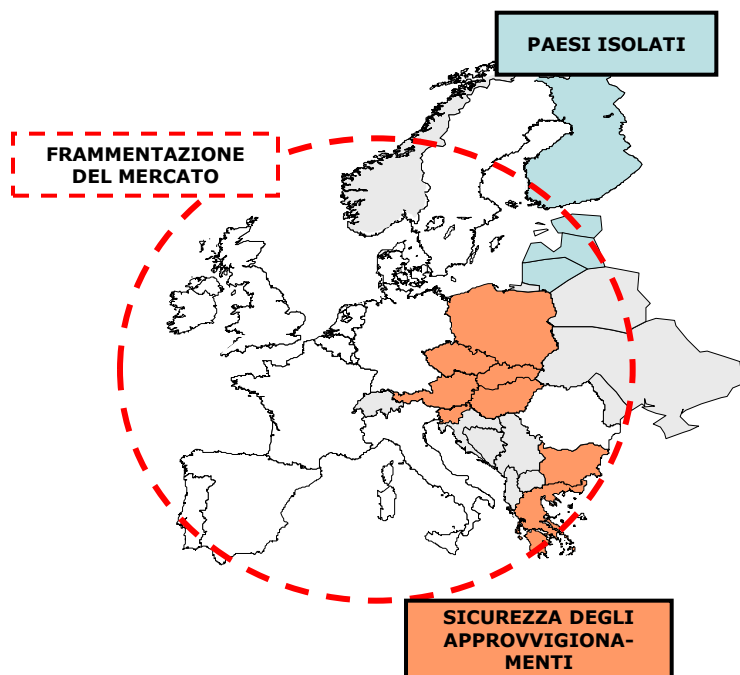 PAESI ISOLATI
FRAMMENTAZIONE
DEL MERCATO
SICUREZZA DEGLI
APPROVVIGIONA-
MENTI